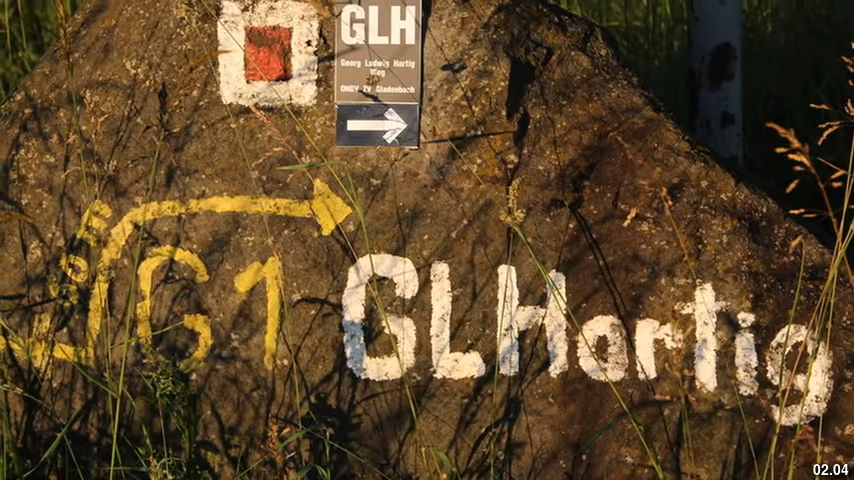 GLH
Georg Ludwig Hartig
Weg
OHGV ZV Gladenbach
G1
GLHartig
02.04